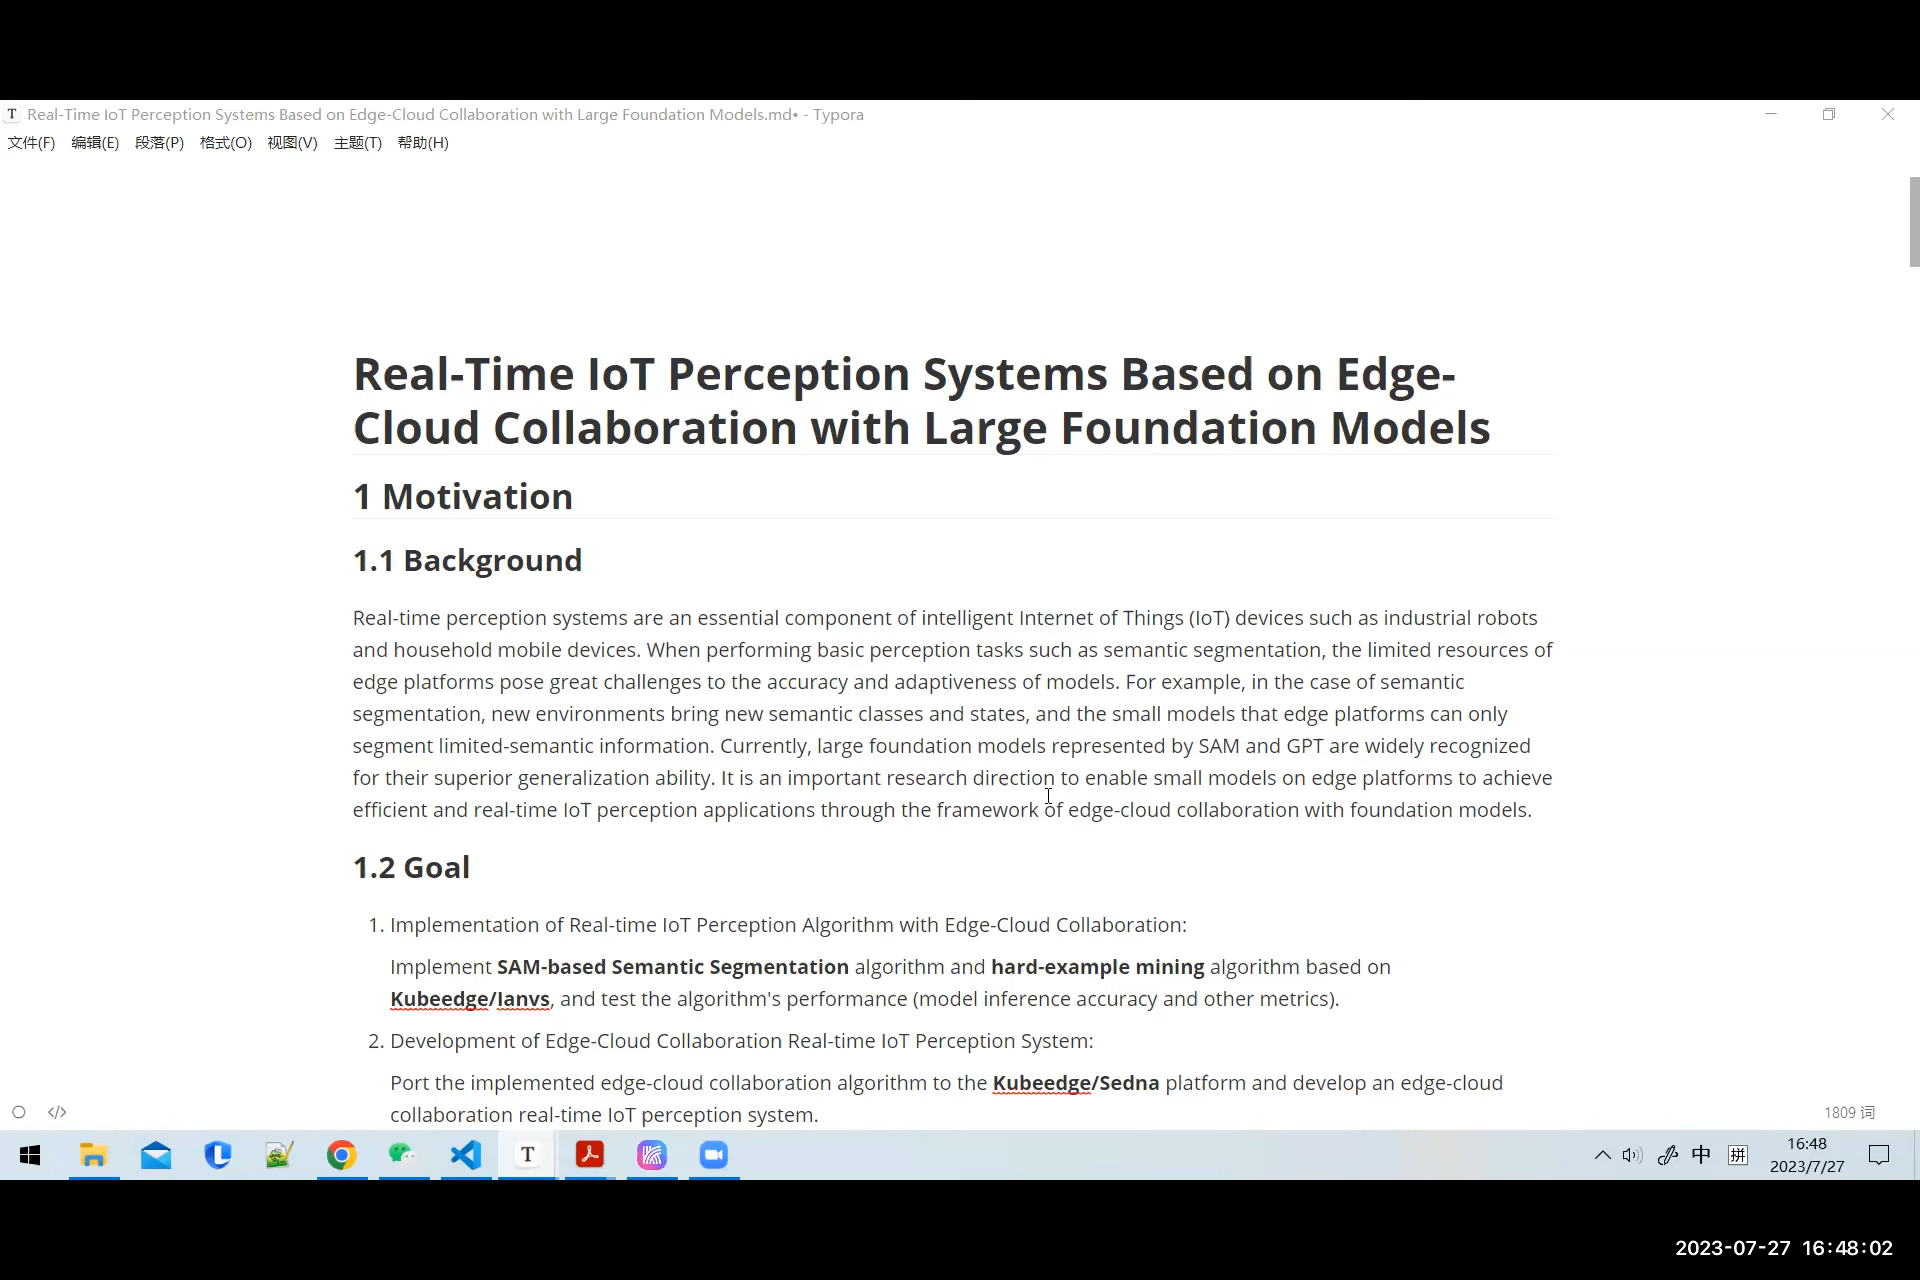 T Real-Time IoT Perception Systems Based on Edge-Cloud Collaboration with Large Foundation Models.md• - Typora
文件(F) 编辑(E) 段落(P) 格式(O) 视图(V) 主题(T) 帮助(H)
Real-Time IoT Perception Systems Based on Edge-
Cloud Collaboration with Large Foundation Models
1 Motivation
1.1 Background
Real-time perception systems are an essential component of intelligent Internet of Things (IoT) devices such as industrial robots
and household mobile devices. When performing basic perception tasks such as semantic segmentation, the limited resources of
edge platforms pose great challenges to the accuracy and adaptiveness of models. For example, in the case of semantic
segmentation, new environments bring new semantic classes and states, and the small models that edge platforms can only
segment limited-semantic information. Currently, large foundation models represented by SAM and GPT are widely recognized
for their superior generalization ability. It is an important research direction to enable small models on edge platforms to achieve
efficient and real-time IoT perception applications through the framework of edge-cloud collaboration with foundation models.
1.2 Goal
1. Implementation of Real-time IoT Perception Algorithm with Edge-Cloud Collaboration:
Implement SAM-based Semantic Segmentation algorithm and hard-example mining algorithm based on
Kubeedge/Ianvs, and test the algorithm's performance (model inference accuracy and other metrics).
2. Development of Edge-Cloud Collaboration Real-time IoT Perception System:
Port the implemented edge-cloud collaboration algorithm to the Kubeedge/Sedna platform and develop an edge-cloud
collaboration real-time IoT perception system.
</> 1809 词
T 中 拼 16:48
2023/7/27
2023-07-27 16:48:02